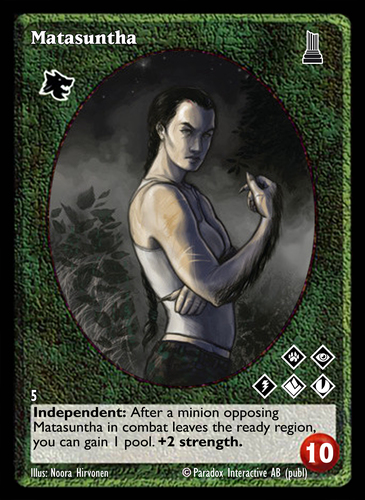 Matasuntha
5
Independent: After a minion opposing
Matasuntha in combat leaves the ready region,
you can gain 1 pool. +2 strength.
10
Illus: Noora Hirvonen © Paradox Interactive AB (publ)